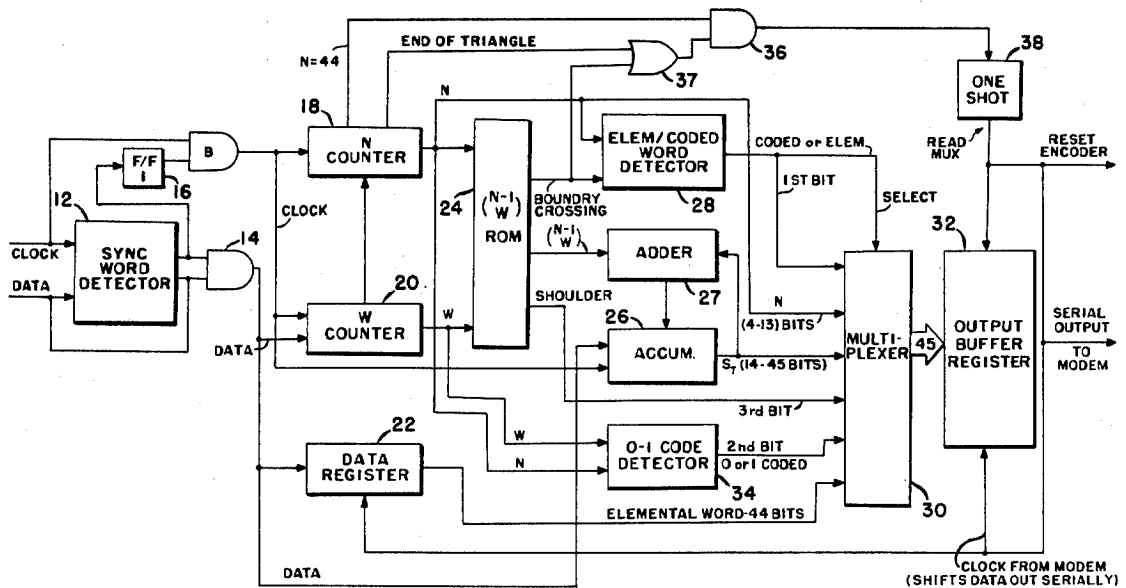 36
38
END OF TRIANGLE
N=44
37
18
N
ONE SHOT
N COUNTER
ELEM/CODED WORD DETECTOR
CODED or ELEM
READ MUX
RESET ENCODER
B
F/F 1
16
24
BOUNDRY CROSSING
28
1ST BIT
SELECT
12
CLOCK
14
(N-1 W) ROM
(N-1 W)
ADDER
27
32
CLOCK
SYNC WORD DETECTOR
DATA
20
W COUNTER
W
SHOULDER
26
ACCUM.
N
(4-13) BITS
S7 (14-45 BITS)
MULTI-PLEXER
45
OUTPUT BUFFER REGISTER
SERIAL OUTPUT TO MODEM
DATA
3rd BIT
22
DATA REGISTER
W
N
0-1 CODE DETECTOR
34
2nd BIT
0 or 1 CODED
ELEMENTAL WORD-44 BITS
30
DATA
CLOCK FROM MODEM
(SHIFTS DATA OUT SERIALLY)